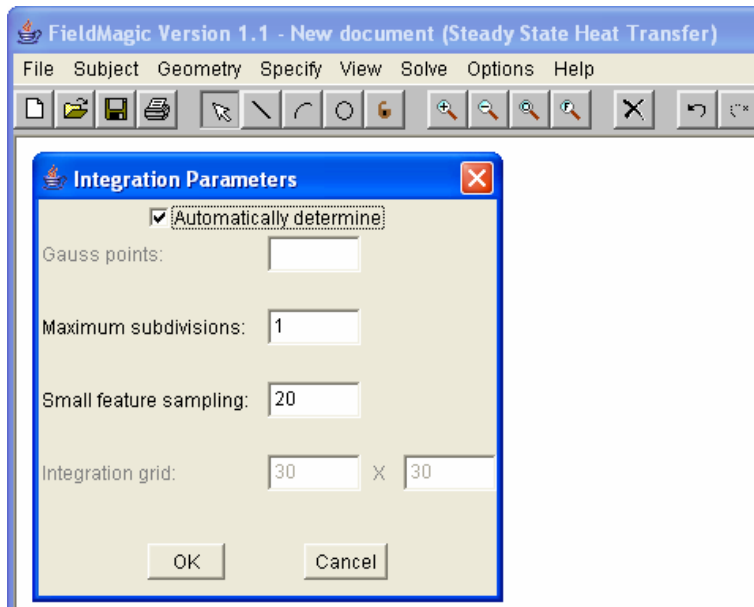 FieldMagic Version 1.1 - New document (Steady State Heat Transfer)
File Subject Geometry Specify View Solve Options Help
Integration Parameters
Automatically determine
Gauss points:
Maximum subdivisions: 1
Small feature sampling: 20
Integration grid: 30 X 30
OK Cancel